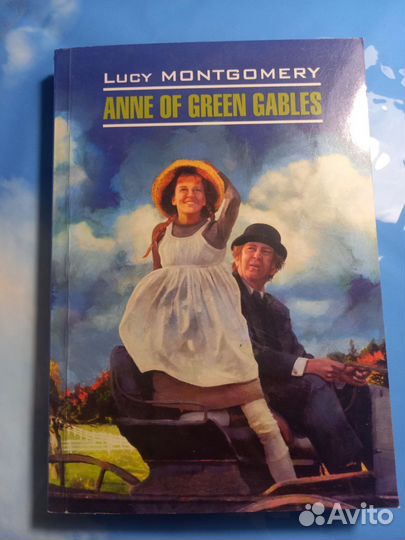 Lucy Montgomery
ANNE OF GREEN GABLES
Avito